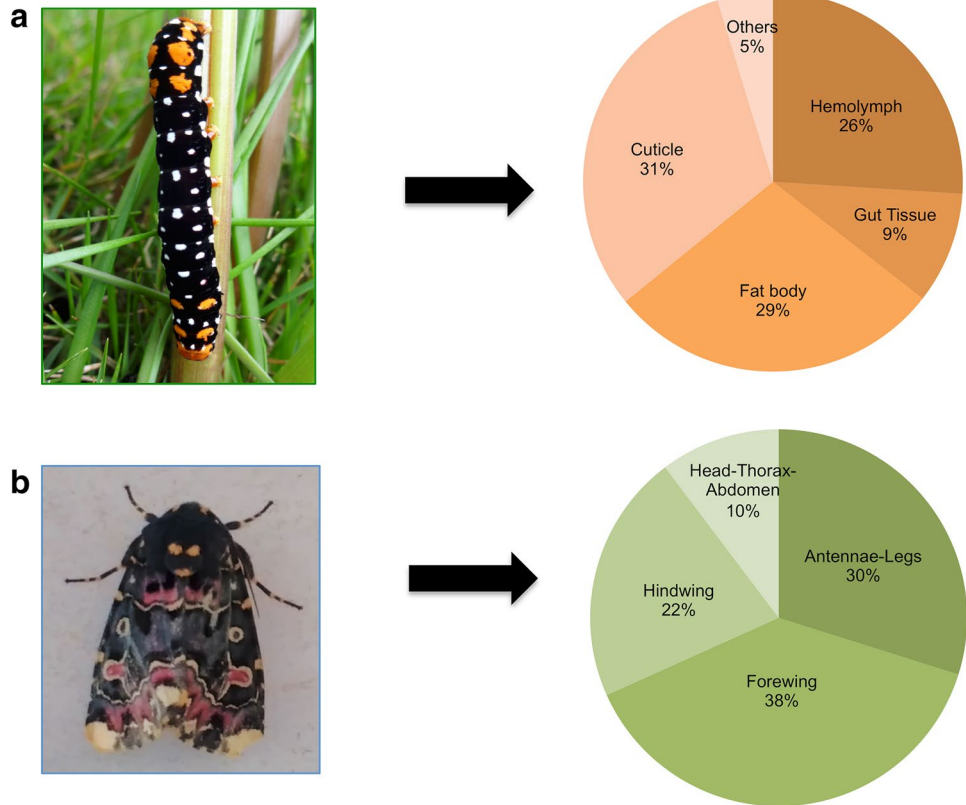 a
Others
5%
Hemolymph
26%
Cuticle
31%
Gut Tissue
9%
Fat body
29%
b
Head-Thorax-
Abdomen
10%
Antennae-Legs
30%
Hindwing
22%
Forewing
38%